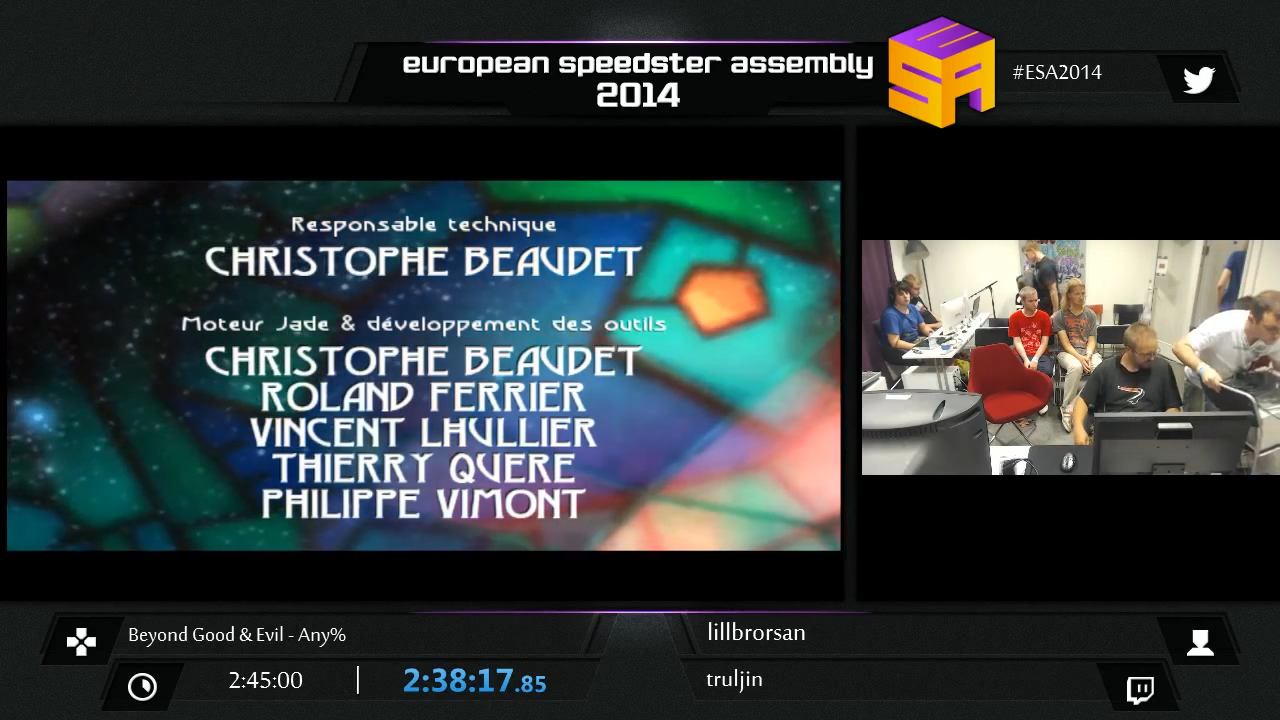 european speedster assembly
2014
ESA
#ESA2014
Responsable technique
CHRISTOPHE BEAUDET
Moteur Jade & développement des outils
CHRISTOPHE BEAUDET
ROLAND FERRIER
VINCENT LHULLIER
THIERRY QUERE
PHILIPPE VIMONT
Beyond Good & Evil - Any%
2:45:00
2:38:17.85
lillbrorsan
truljin